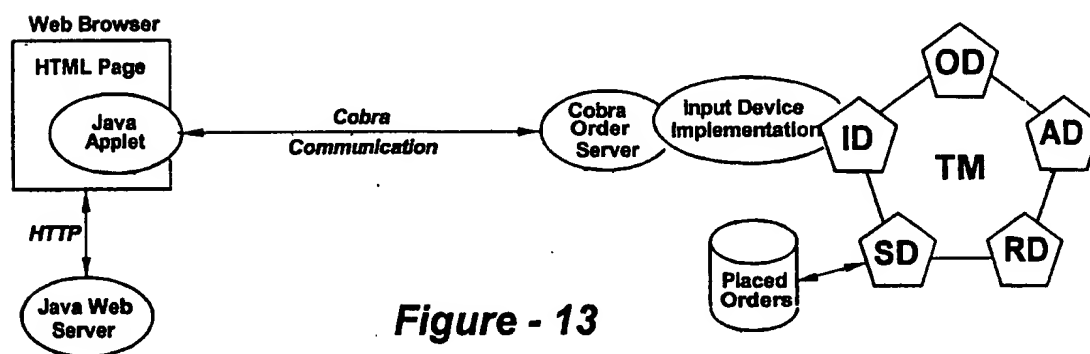 Web Browser
HTML Page
Java
Applet
Cobra
Communication
HTTP
Java Web
Server
Cobra
Order
Server
Input Device
Implementation
ID
OD
AD
TM
SD
RD
Placed
Orders
Figure - 13